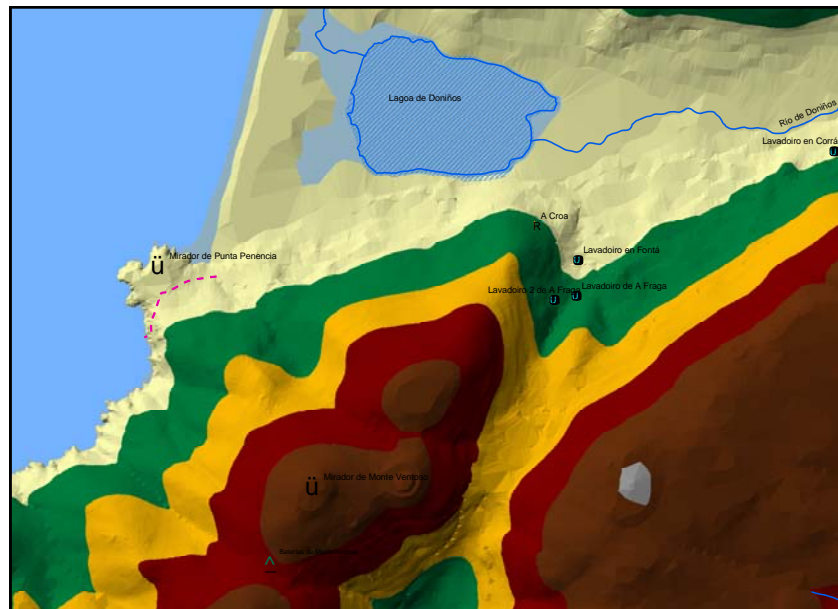 Lagoa de Doniños
Río de Doniños
Lavadoiro en Corrá
A Croa
R
ü Mirador de Punta Penencia
Lavadoiro en Fontá
ü
Lavadoiro 2 de A Fraga
Lavadoiro de A Fraga
ü ü
ü Mirador de Monte Ventoso